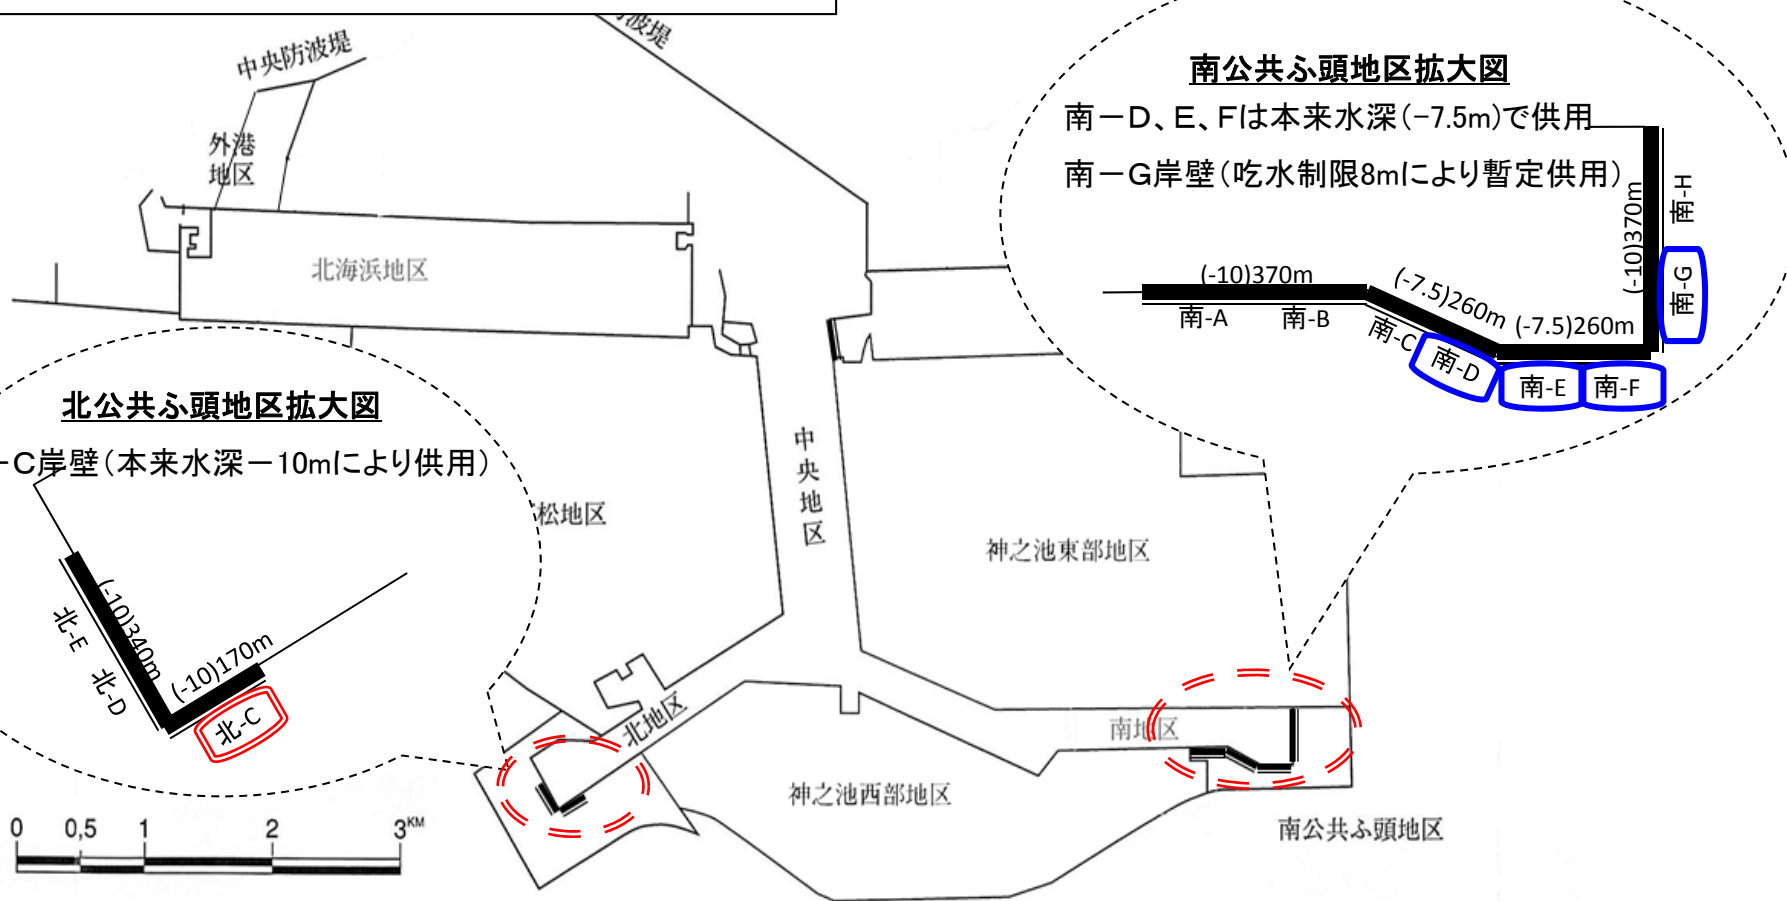 中央防波堤
波堤
外港
地区
北海浜地区
南公共ふ頭地区拡大図
南－D、E、Fは本来水深(-7.5m)で供用
南－G岸壁(吃水制限8mにより暫定供用)
(-10)370m
南-A
南-B
(-7.5)260m
南-C
南-D
(-7.5)260m
南-E
南-F
(-10)370m
南-H
南-G
北公共ふ頭地区拡大図
-C岸壁(本来水深－10mにより供用)
(-10)340m
北-E
北-D
(-10)170m
北-C
松地区
中央地区
神之池東部地区
北地区
南地区
神之池西部地区
南公共ふ頭地区
0 0,5 1 2 3KM